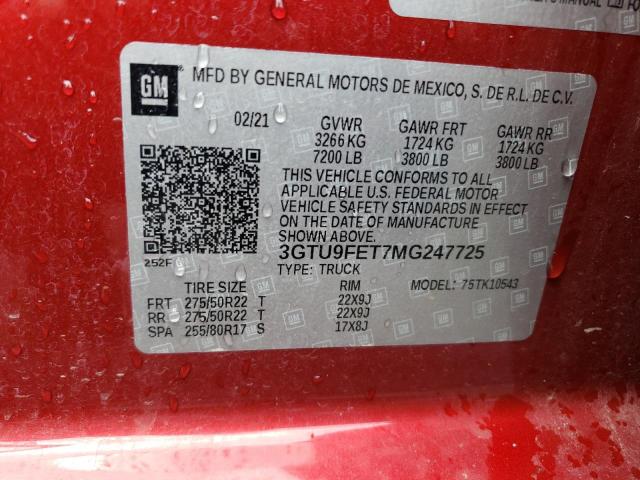 MANUAL
GM
MFD BY GENERAL MOTORS DE MEXICO, S. DE R.L. DE C.V.
02/21 GVWR GAWR FRT GAWR RR
3266 KG 1724 KG 1724 KG
7200 LB 3800 LB 3800 LB
THIS VEHICLE CONFORMS TO ALL
APPLICABLE U.S. FEDERAL MOTOR
VEHICLE SAFETY STANDARDS IN EFFECT
ON THE DATE OF MANUFACTURE
SHOWN ABOVE.
252F 3GTU9FET7MG247725
TYPE: TRUCK MODEL: 75TK10543
TIRE SIZE RIM
FRT 275/50R22 T 22X9J
RR 275/50R22 T 22X9J
SPA 255/80R17 S 17X8J